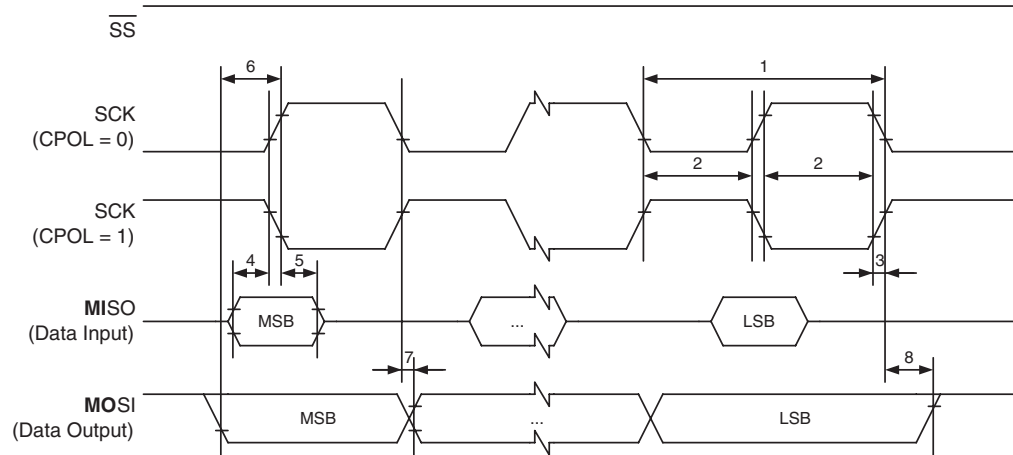 SS
6
1
SCK
(CPOL = 0)
2
2
SCK
(CPOL = 1)
4
5
3
MISO
(Data Input)
MSB
...
LSB
7
8
MOSI
(Data Output)
MSB
...
LSB